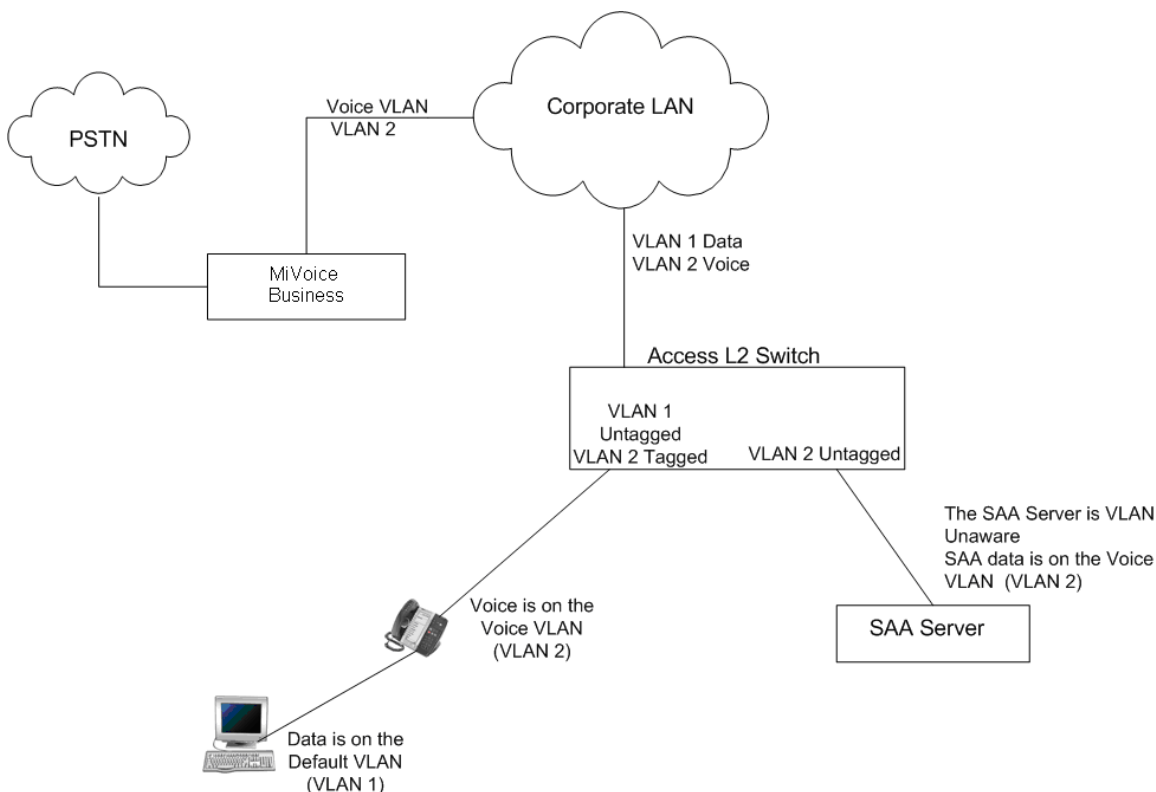 Corporate LAN
Voice VLAN
VLAN 2
PSTN
VLAN 1 Data
VLAN 2 Voice
MiVoice
Business
Access L2 Switch
VLAN 1
Untagged
VLAN 2 Tagged
VLAN 2 Untagged
The SAA Server is VLAN
Unaware
SAA data is on the Voice
VLAN (VLAN 2)
SAA Server
Voice is on the
Voice VLAN
(VLAN 2)
Data is on the
Default VLAN
(VLAN 1)